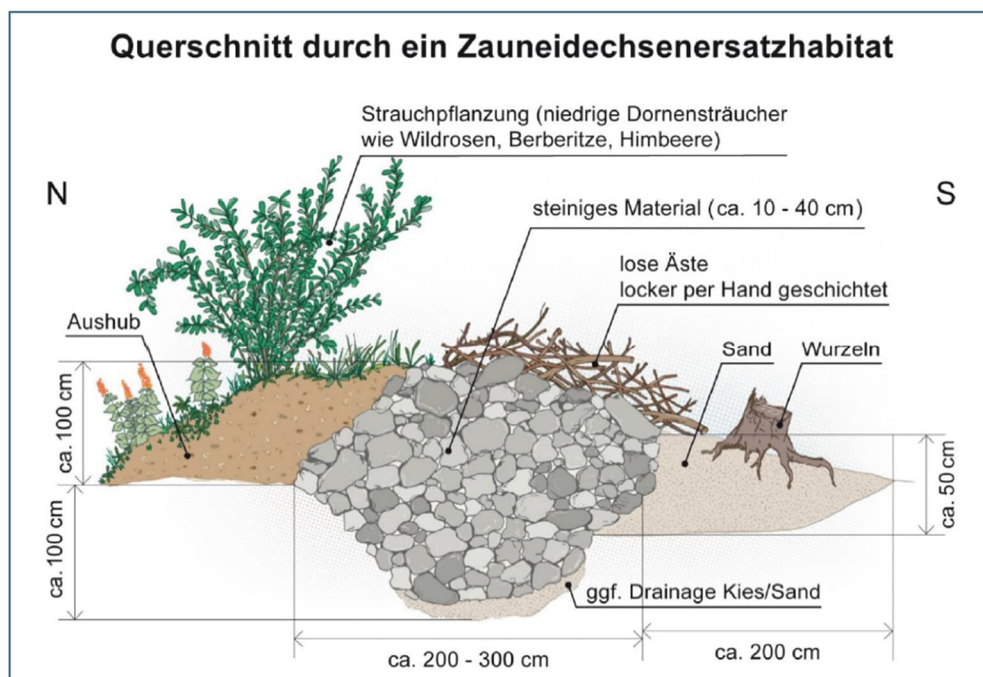 Querschnitt durch ein Zauneidechsenersatzhabitat
Strauchpflanzung (niedrige Dornensträucher
wie Wildrosen, Berberitze, Himbeere)
N
S
steiniges Material (ca. 10 - 40 cm)
lose Äste
locker per Hand geschichtet
Aushub
Sand
Wurzeln
ca. 100 cm
ca. 50 cm
ca. 100 cm
ggf. Drainage Kies/Sand
ca. 200 - 300 cm
ca. 200 cm